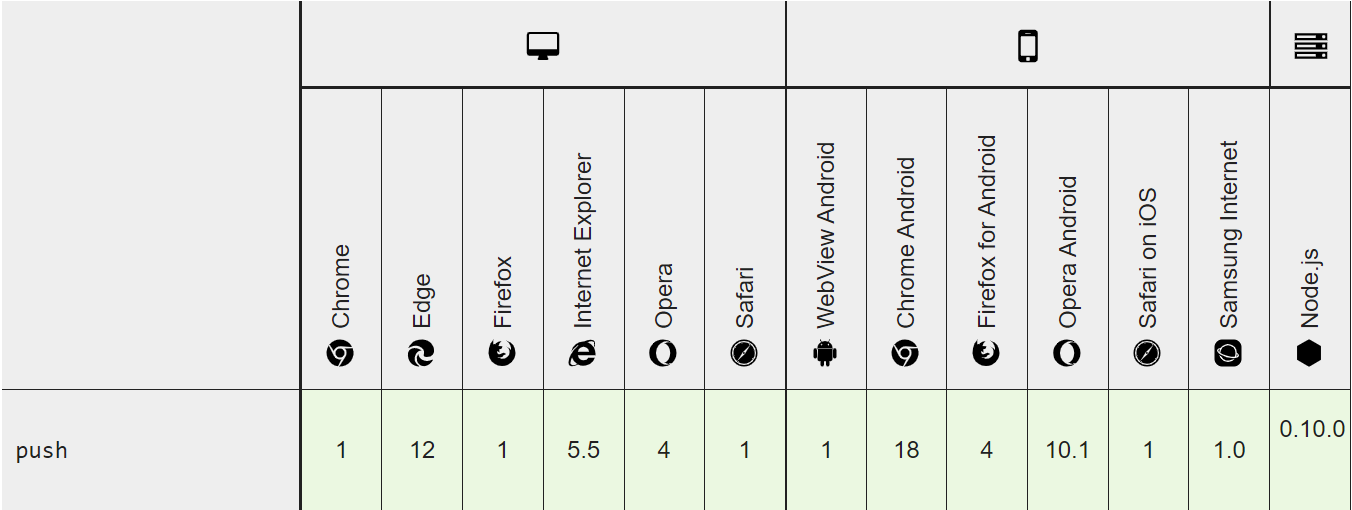 Chrome
Edge
Firefox
Internet Explorer
Opera
Safari
WebView Android
Chrome Android
Firefox for Android
Opera Android
Safari on iOS
Samsung Internet
Node.js
push 1 12 1 5.5 4 1 1 18 4 10.1 1 1.0 0.10.0